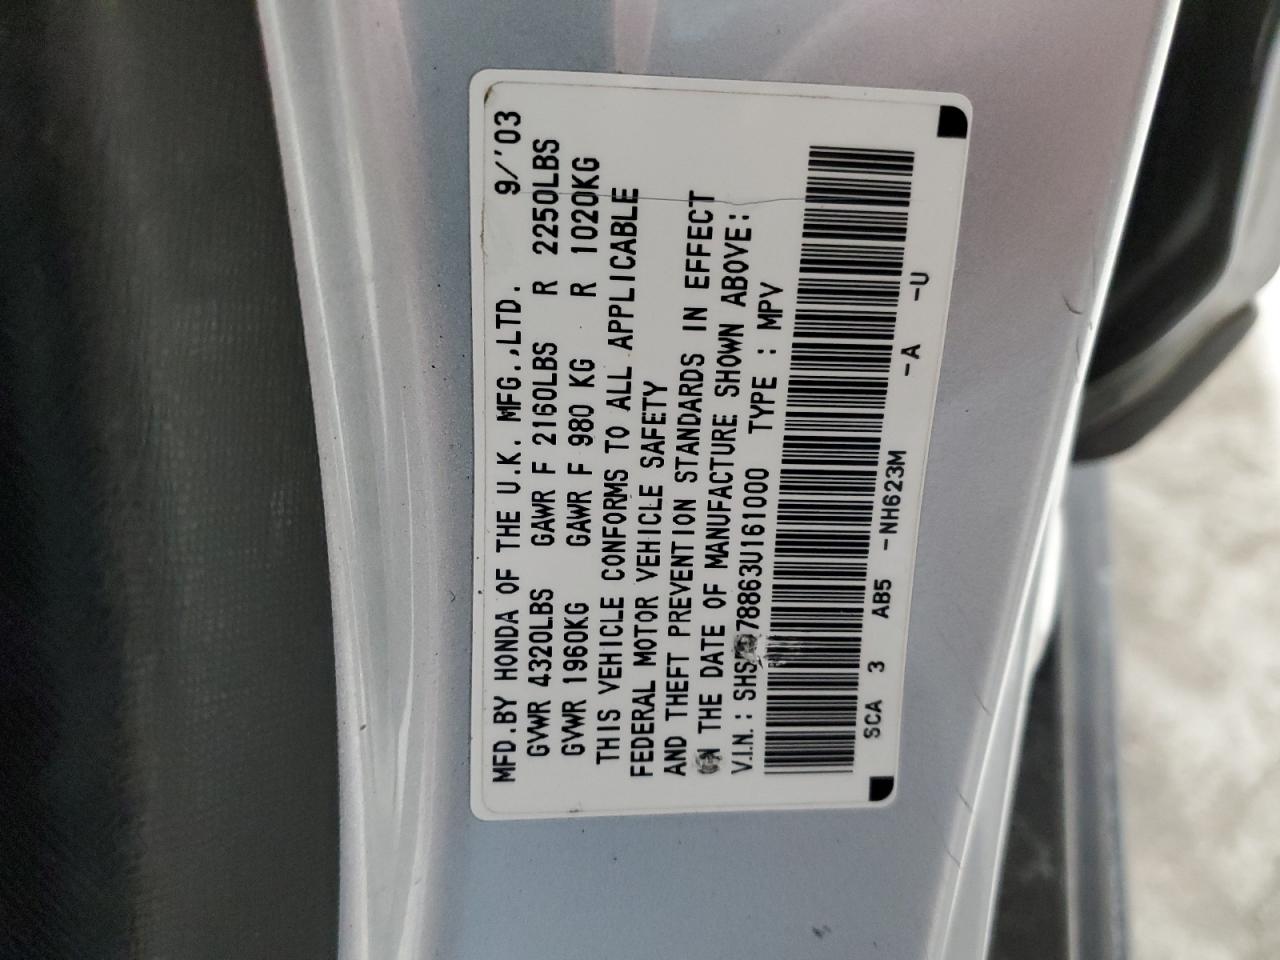 MFD.BY HONDA OF THE U.K. MFG.,LTD. 9/'03
GVWR 4320LBS GAWR F 2160LBS R 2250LBS
GVWR 1960KG GAWR F 980 KG R 1020KG
THIS VEHICLE CONFORMS TO ALL APPLICABLE
FEDERAL MOTOR VEHICLE SAFETY
AND THEFT PREVENTION STANDARDS IN EFFECT
ON THE DATE OF MANUFACTURE SHOWN ABOVE:
V.I.N.: TYPE : MPV
SCA 3 AB5 -NH623M -A -U